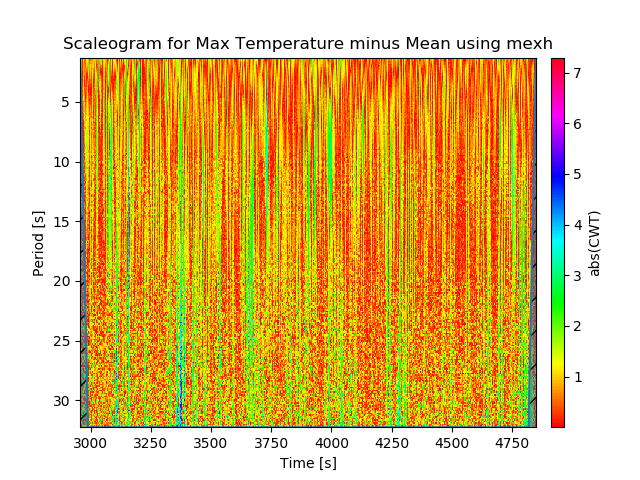 Scaleogram for Max Temperature minus Mean using mexh
Period [s]
5
10
15
20
25
30
3000 3250 3500 3750 4000 4250 4500 4750
Time [s]
7
6
5
4
3
2
1
abs(CWT)